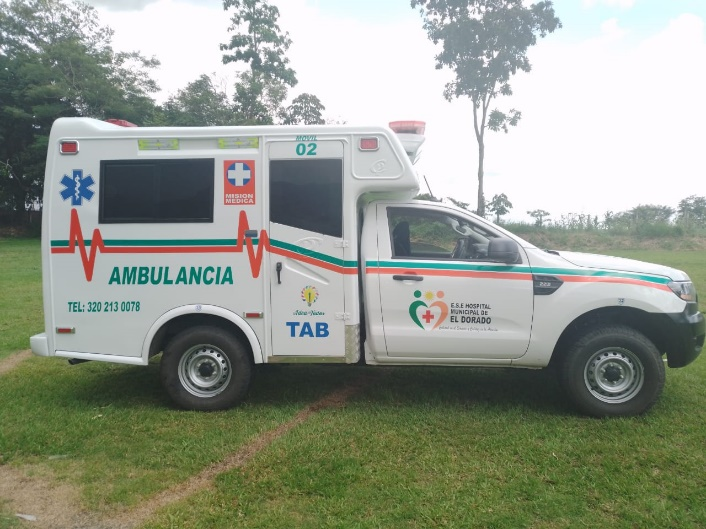 MOVIL
02
MISION
MEDICA
AMBULANCIA
TEL: 320 213 0078
TAB
E.S.E HOSPITAL
MUNICIPAL DE
EL DORADO